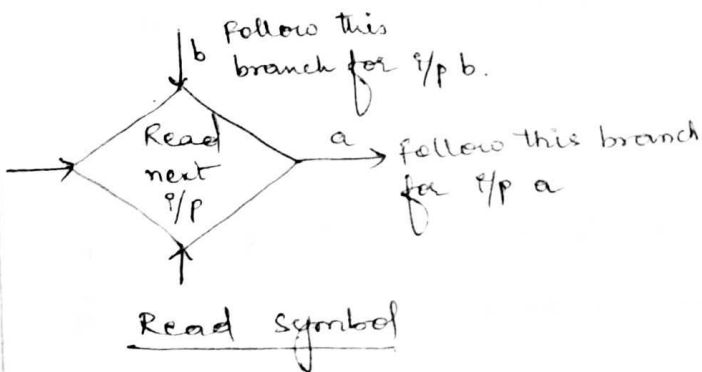 b Follow this
branch for i/p b.
Read
next
i/p
a
Follow this branch
for i/p a
Read symbol